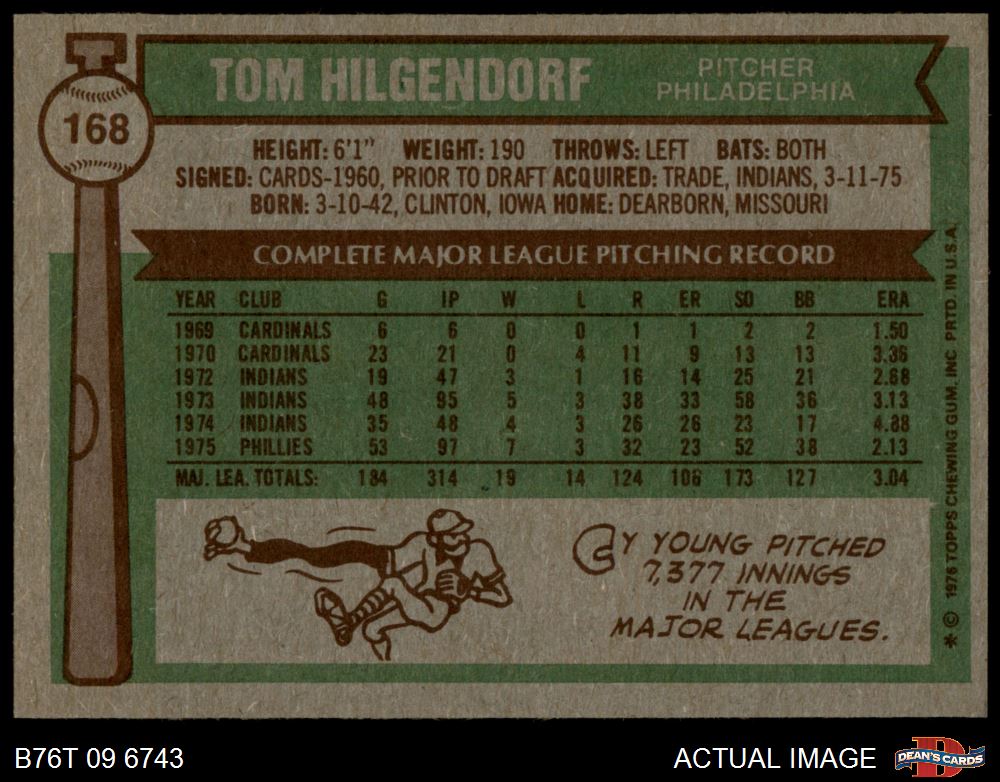 TOM HILGENDORF
PITCHER
PHILADELPHIA
168
HEIGHT: 6'1" WEIGHT: 190 THROWS: LEFT BATS: BOTH
SIGNED: CARDS-1960, PRIOR TO DRAFT ACQUIRED: TRADE, INDIANS, 3-11-75
BORN: 3-10-42, CLINTON, IOWA HOME: DEARBORN, MISSOURI
COMPLETE MAJOR LEAGUE PITCHING RECORD
YEAR CLUB G IP W L R ER SO BB ERA
1969 CARDINALS 6 6 0 0 1 1 2 2 1.50
1970 CARDINALS 23 21 0 4 11 9 13 13 3.86
1972 INDIANS 19 47 3 1 16 14 25 21 2.68
1973 INDIANS 48 95 5 3 38 33 58 36 3.13
1974 INDIANS 35 48 4 3 26 26 23 17 4.88
1975 PHILLIES 53 97 7 3 32 23 52 38 2.13
MAJ. LEA. TOTALS: 184 314 19 14 124 106 173 127 3.04
CY YOUNG PITCHED
7,377 INNINGS
IN THE
MAJOR LEAGUES.
* © 1976 TOPPS CHEWING GUM, INC PRTD. IN U.S.A.
B76T 09 6743
ACTUAL IMAGE
D
DEAN'S CARDS